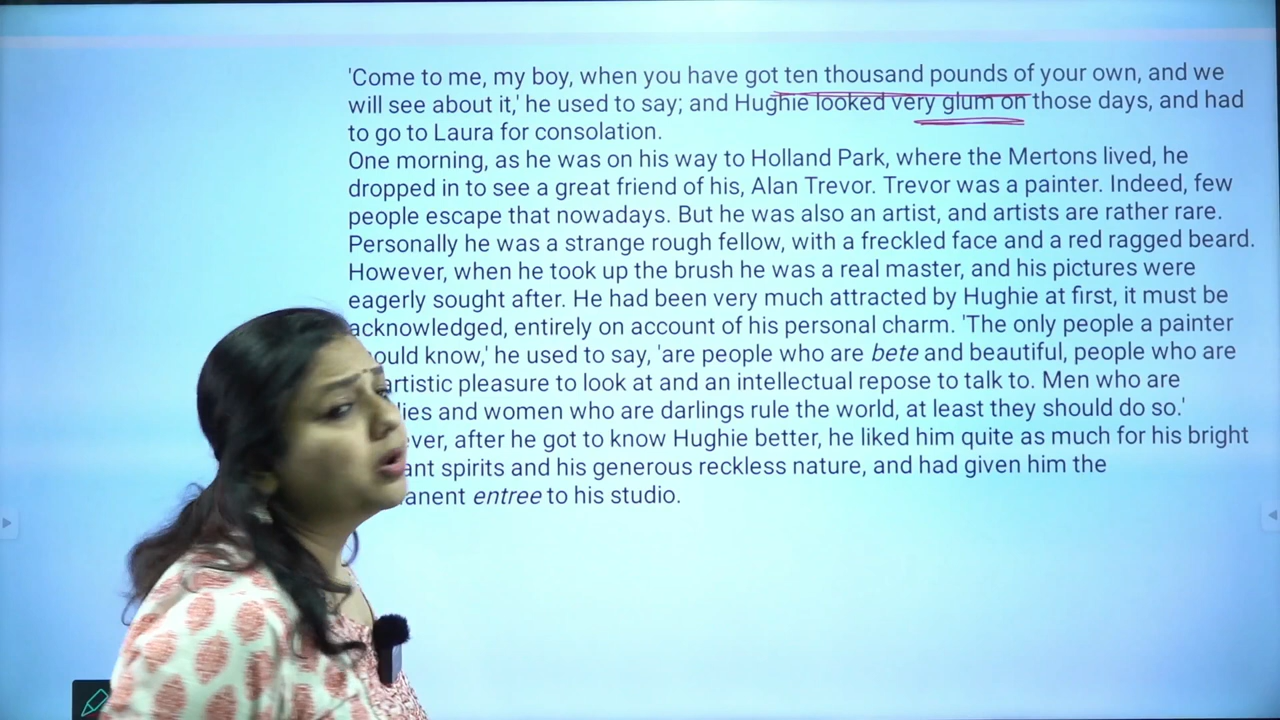 'Come to me, my boy, when you have got ten thousand pounds of your own, and we
will see about it,' he used to say; and Hughie looked very glum on those days, and had
to go to Laura for consolation.
One morning, as he was on his way to Holland Park, where the Mertons lived, he
dropped in to see a great friend of his, Alan Trevor. Trevor was a painter. Indeed, few
people escape that nowadays. But he was also an artist, and artists are rather rare.
Personally he was a strange rough fellow, with a freckled face and a red ragged beard.
However, when he took up the brush he was a real master, and his pictures were
eagerly sought after. He had been very much attracted by Hughie at first, it must be
acknowledged, entirely on account of his personal charm. 'The only people a painter
know,' he used to say, 'are people who are bete and beautiful, people who are
artistic pleasure to look at and an intellectual repose to talk to. Men who are
and women who are darlings rule the world, at least they should do so.'
after he got to know Hughie better, he liked him quite as much for his bright
spirits and his generous reckless nature, and had given him the
entree to his studio.